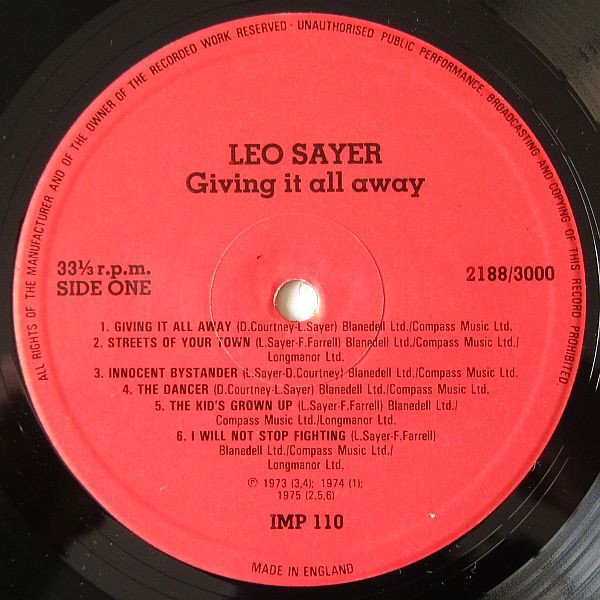 ALL RIGHTS OF THE MANUFACTURER AND OF THE OWNER OF THE RECORDED WORK RESERVED · UNAUTHORISED PUBLIC PERFORMANCE, BROADCASTING AND COPYING OF THIS RECORD PROHIBITED.
LEO SAYER
Giving it all away
33⅓ r.p.m.
SIDE ONE
2188/3000
1. GIVING IT ALL AWAY (D.Courtney-L.Sayer) Blanedell Ltd./Compass Music Ltd.
2. STREETS OF YOUR TOWN (L.Sayer-F.Farrell) Blanedell Ltd./Compass Music Ltd./
Longmanor Ltd.
3. INNOCENT BYSTANDER (L.Sayer-D.Courtney) Blanedell Ltd./Compass Music Ltd.
4. THE DANCER (D.Courtney-L.Sayer) Blanedell Ltd./Compass Music Ltd.
5. THE KID'S GROWN UP (L.Sayer-F.Farrell) Blanedell Ltd./
Compass Music Ltd./Longmanor Ltd.
6. I WILL NOT STOP FIGHTING (L.Sayer-F.Farrell)
Blanedell Ltd./Compass Music Ltd./
Longmanor Ltd.
℗ 1973 (3,4); 1974 (1);
1975 (2,5,6)
IMP 110
MADE IN ENGLAND